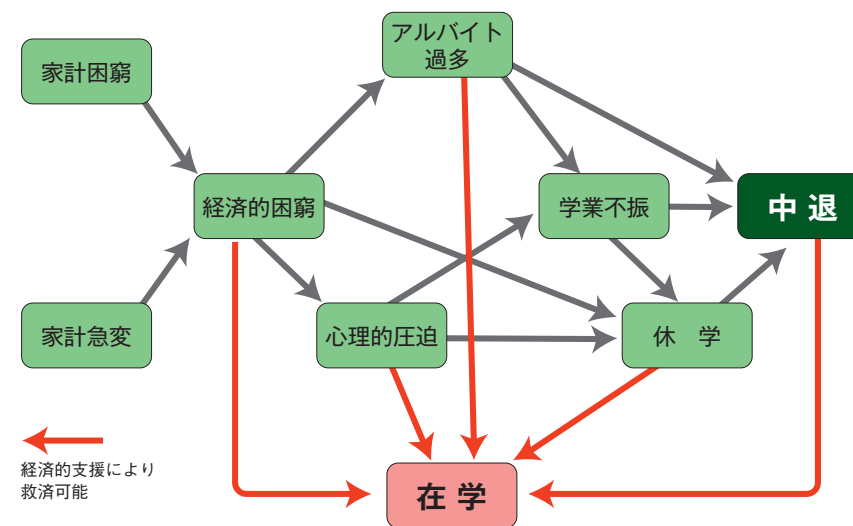 アルバイト
過多
家計困窮
経済的困窮
学業不振
中 退
家計急変
心理的圧迫
休　学
経済的支援により
救済可能
在 学